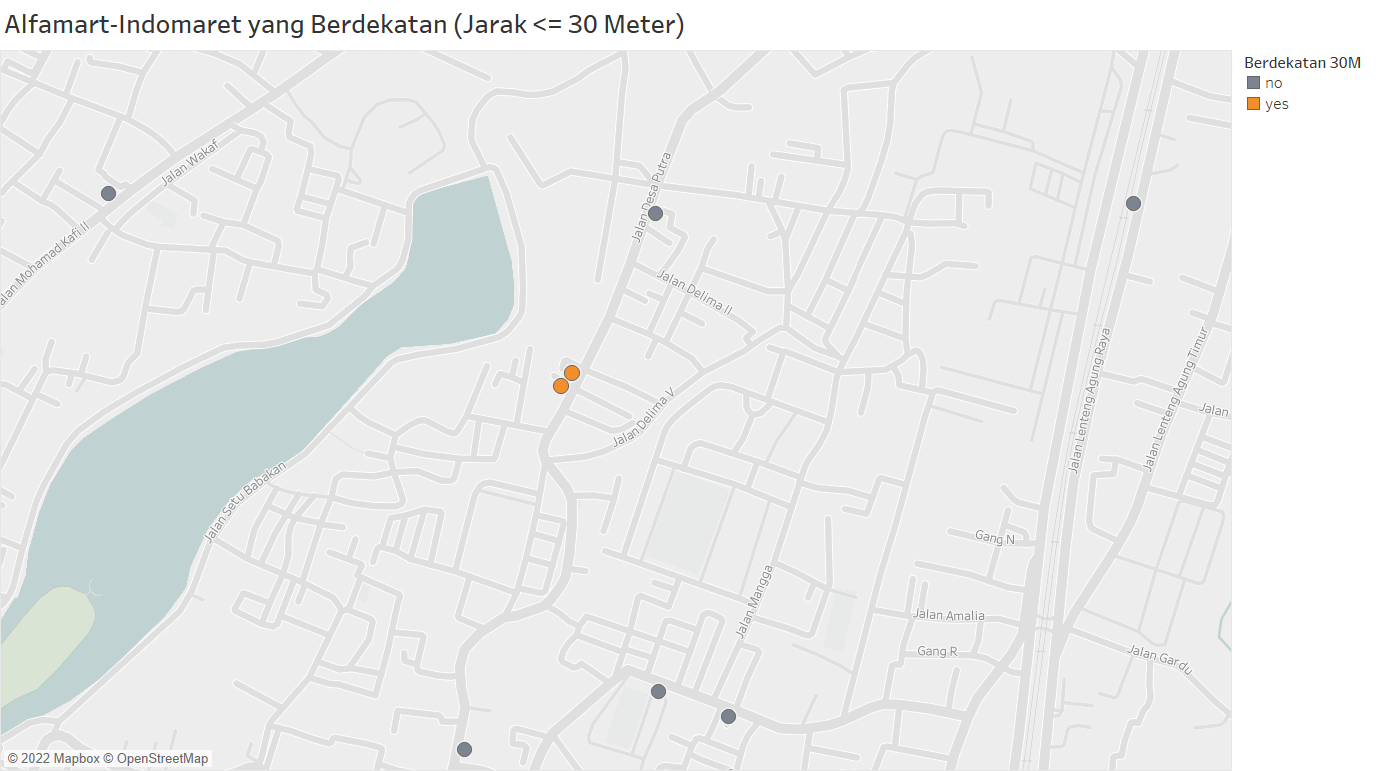 Alfamart-Indomaret yang Berdekatan (Jarak <= 30 Meter)
Berdekatan 30M
no
yes
Jalan Wakaf
Jalan Desa Putra
alan Mohamad Kafi II
Jalan Delima II
Jalan Lenteng Agung Raya
Jalan Lenteng Agung Timur
Jalan Delima V
Jalan
Jalan Setu Babakan
Gang N
Jalan Mangga
Jalan Amalia
Gang R
Jalan Gardu
© 2022 Mapbox © OpenStreetMap